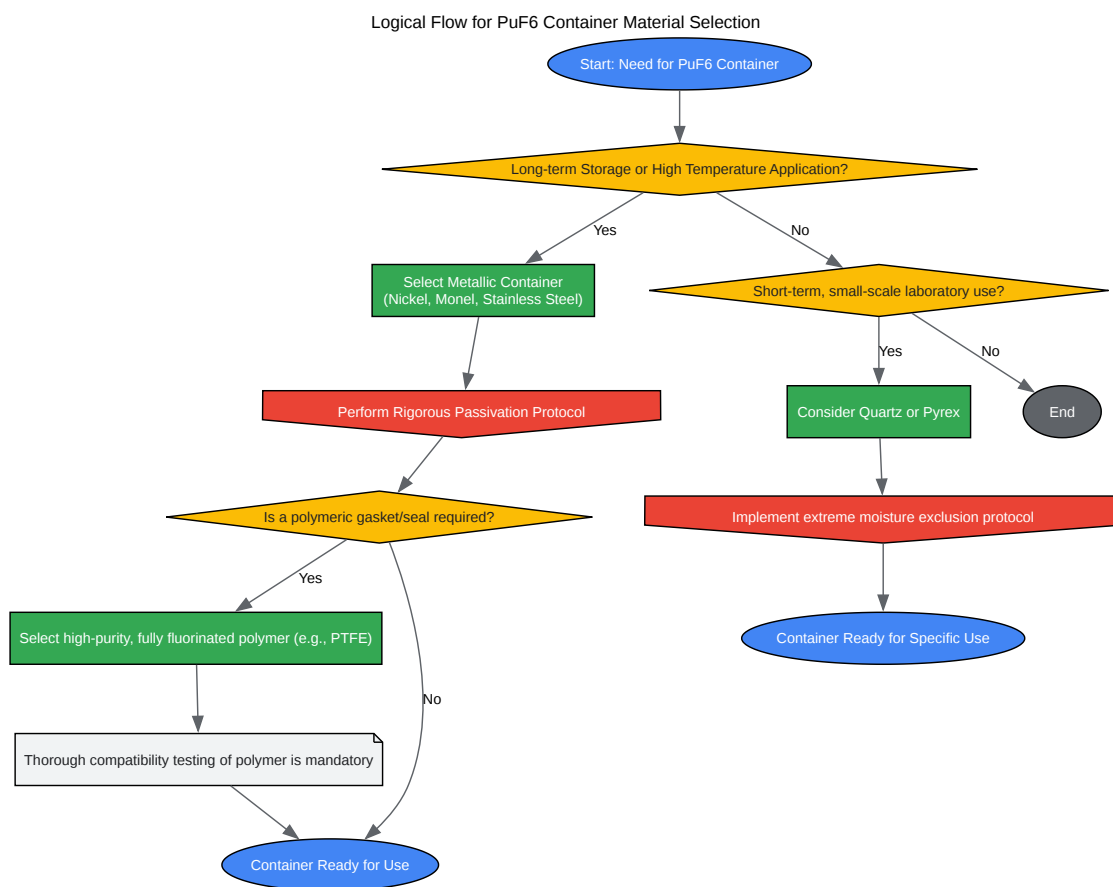 Logical Flow for PuF6 Container Material Selection
Start: Need for PuF6 Container
Long-term Storage or High Temperature Application?
Yes
No
Select Metallic Container
(Nickel, Monel, Stainless Steel)
Short-term, small-scale laboratory use?
Yes
No
Perform Rigorous Passivation Protocol
Consider Quartz or Pyrex
End
Is a polymeric gasket/seal required?
Implement extreme moisture exclusion protocol
Yes
Select high-purity, fully fluorinated polymer (e.g., PTFE)
Container Ready for Specific Use
No
Thorough compatibility testing of polymer is mandatory
Container Ready for Use